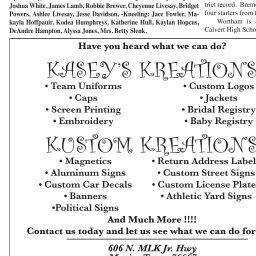 Joshua White, James Lamb, Robbie Brewer, Cheyenne Livesay, Bridget
Powers, Ashlee Livesay, Jesse Davidson, -Kneeling: Jace Fowler, Ma-
kayla Hoffpauir, Kodea Humphreys, Katherine Hull, Kaylan Hopcus,
DeAndre Hampton, Alyssa Jones, Mrs. Betty Slenk.
trict record. Brem
four starters from t
Wortham is
Calvert High Scho
Have you heard what we can do?
KASEY'S KREATIONS
• Team Uniforms • Custom Logos
• Caps • Jackets
• Screen Printing • Bridal Registry
• Embroidery • Baby Registry
KUSTOM KREATIONS
• Magnetics • Return Address Label
• Aluminum Signs • Custom Street Signs
• Custom Car Decals • Custom License Plate
• Banners • Athletic Yard Signs
•Political Signs
And Much More !!!!
Contact us today and let us see what we can do for
606 N. MLK Jr. Hwy